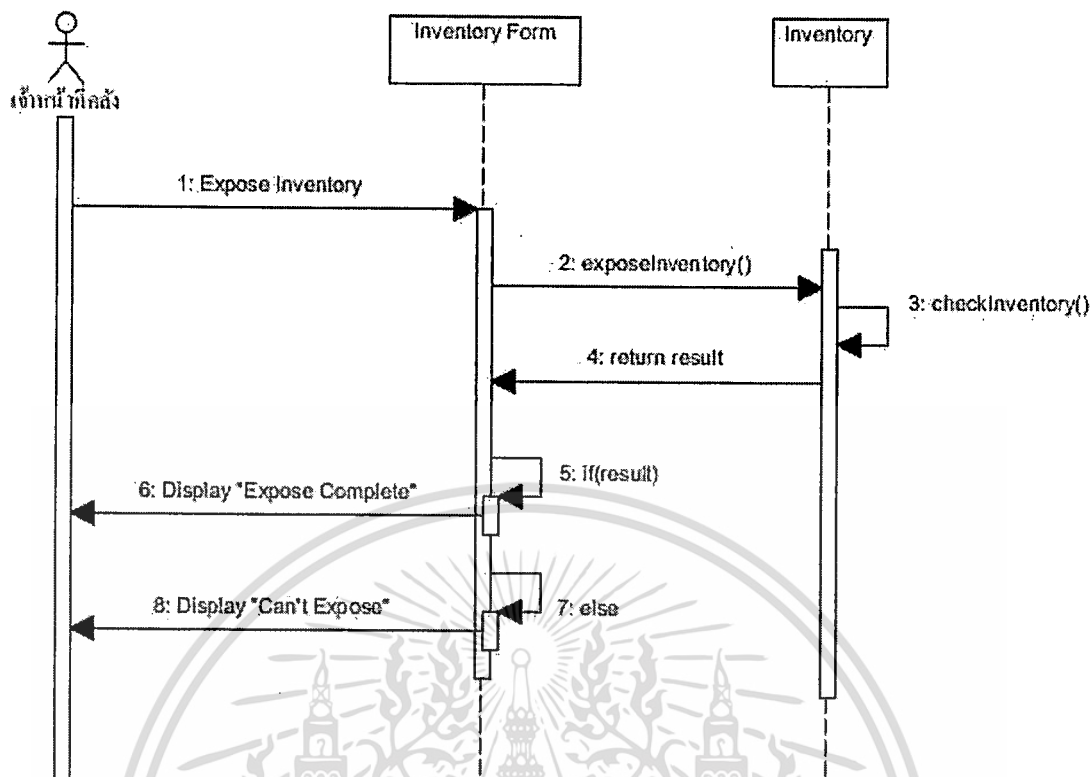 Inventory Form
Inventory
เจ้าหน้าที่คลัง
1: Expose Inventory
2: exposeInventory()
3: checkInventory()
4: return result
5: if(result)
6: Display "Expose Complete"
7: else
8: Display "Can't Expose"